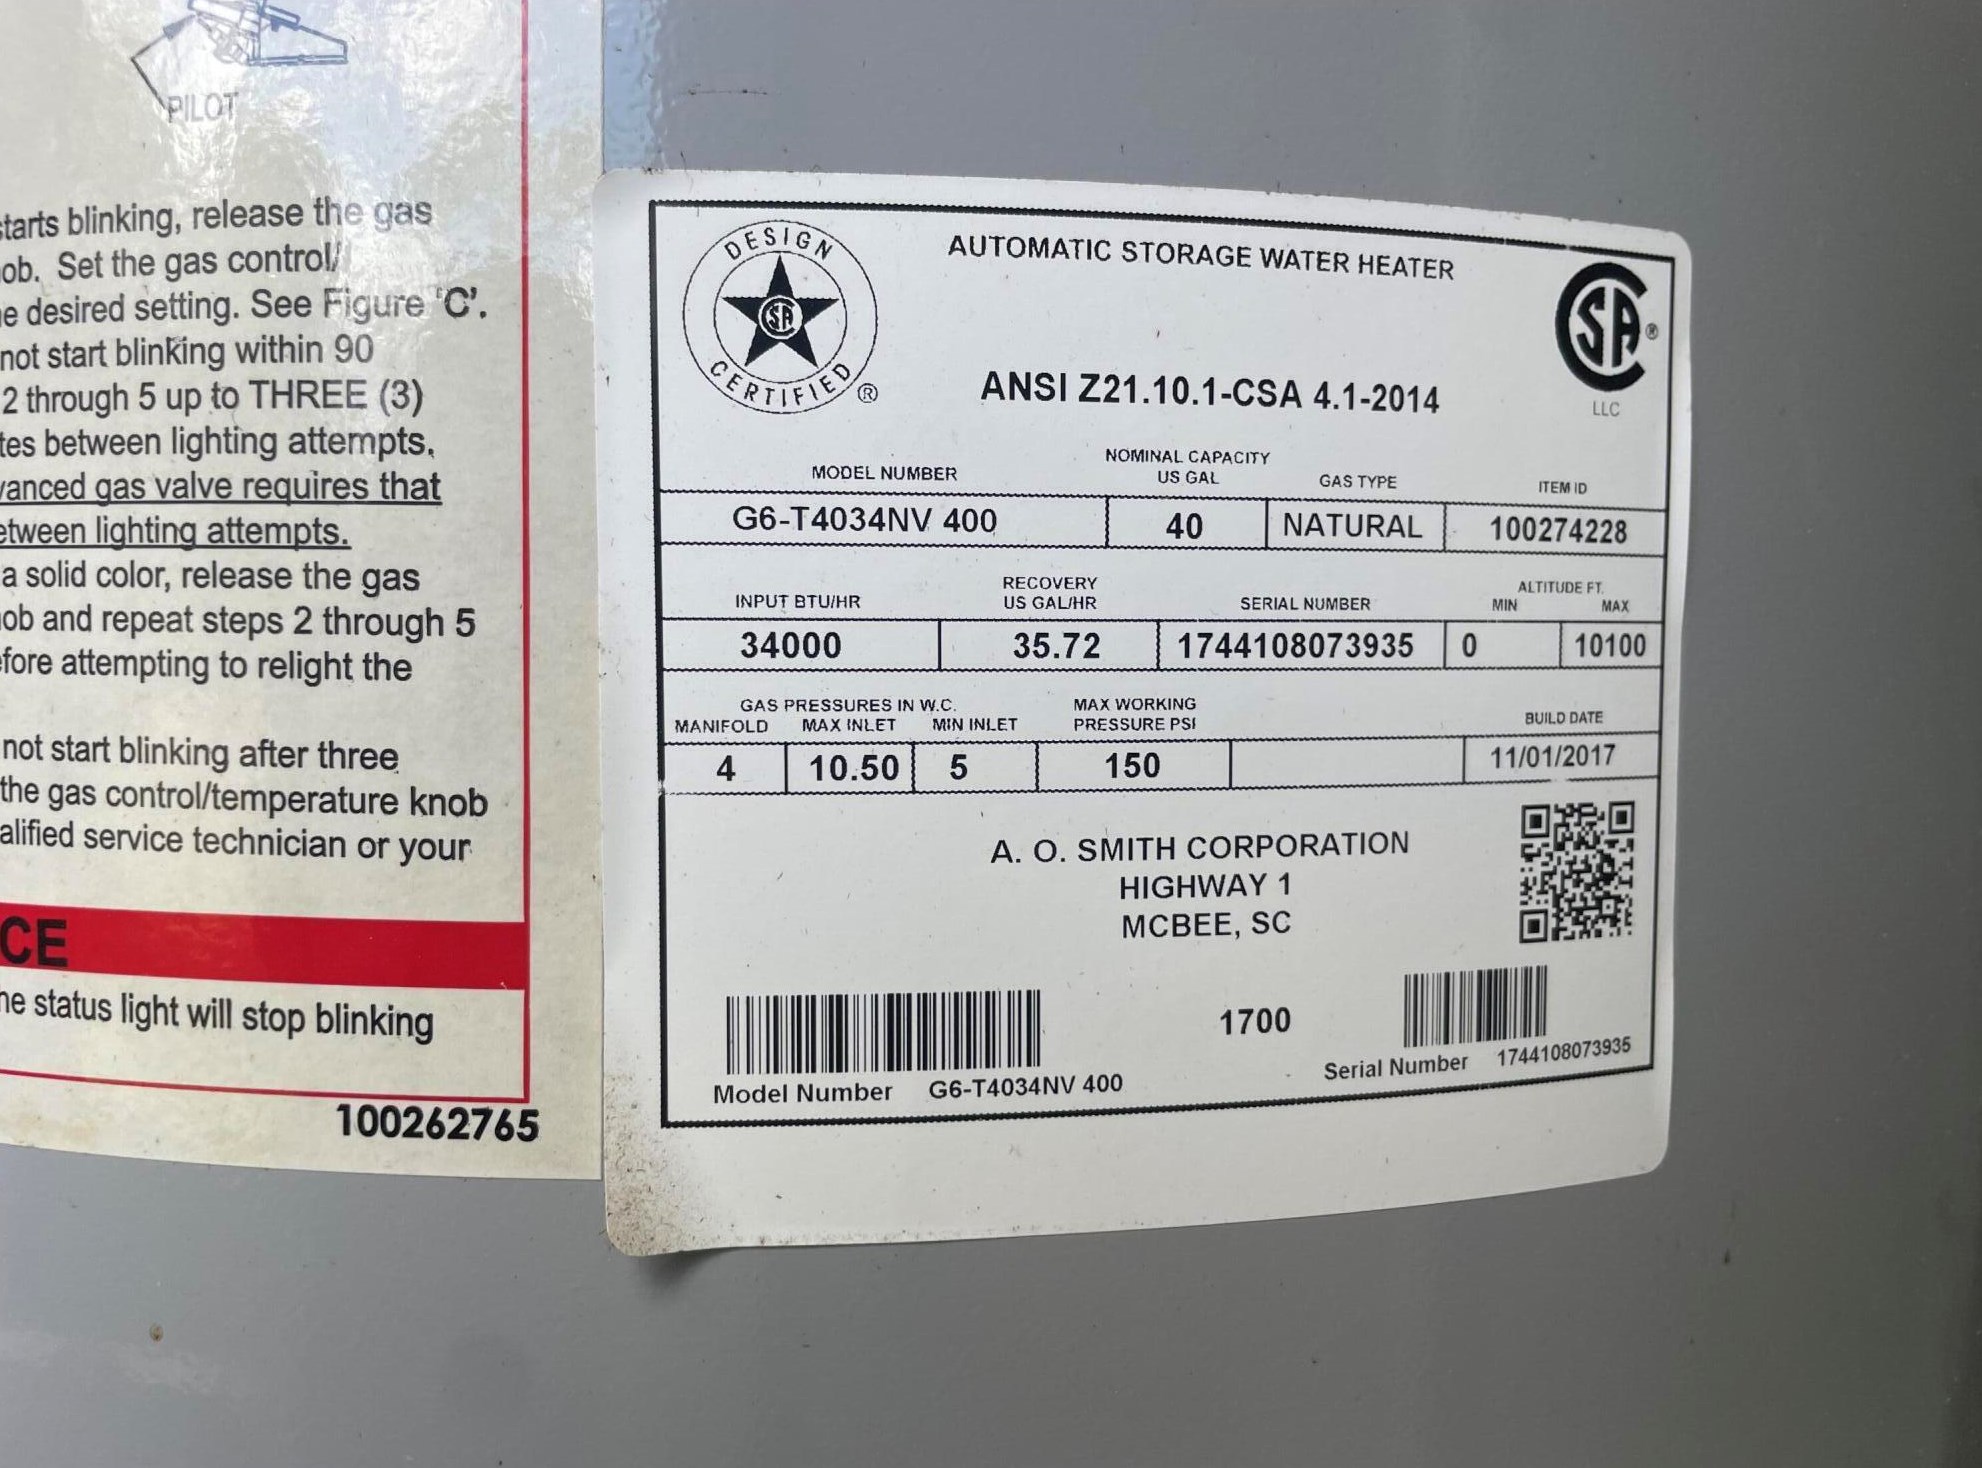 PILOT
starts blinking, release the gas
ob. Set the gas control/
e desired setting. See Figure 'C'.
not start blinking within 90
2 through 5 up to THREE (3)
tes between lighting attempts.
vanced gas valve requires that
etween lighting attempts.
a solid color, release the gas
ob and repeat steps 2 through 5
efore attempting to relight the
not start blinking after three
the gas control/temperature knob
alified service technician or your
CE
he status light will stop blinking
100262765
DESIGN
CERTIFIED ®
SA
AUTOMATIC STORAGE WATER HEATER
ANSI Z21.10.1-CSA 4.1-2014
SA ®
LLC
MODEL NUMBER NOMINAL CAPACITY US GAL GAS TYPE ITEM ID
G6-T4034NV 400 40 NATURAL 100274228
INPUT BTU/HR RECOVERY US GAL/HR SERIAL NUMBER ALTITUDE FT. MIN MAX
34000 35.72 1744108073935 0 10100
GAS PRESSURES IN W.C. MAX WORKING
MANIFOLD MAX INLET MIN INLET PRESSURE PSI BUILD DATE
4 10.50 5 150 11/01/2017
A. O. SMITH CORPORATION
HIGHWAY 1
MCBEE, SC
1700
Model Number G6-T4034NV 400
Serial Number 1744108073935